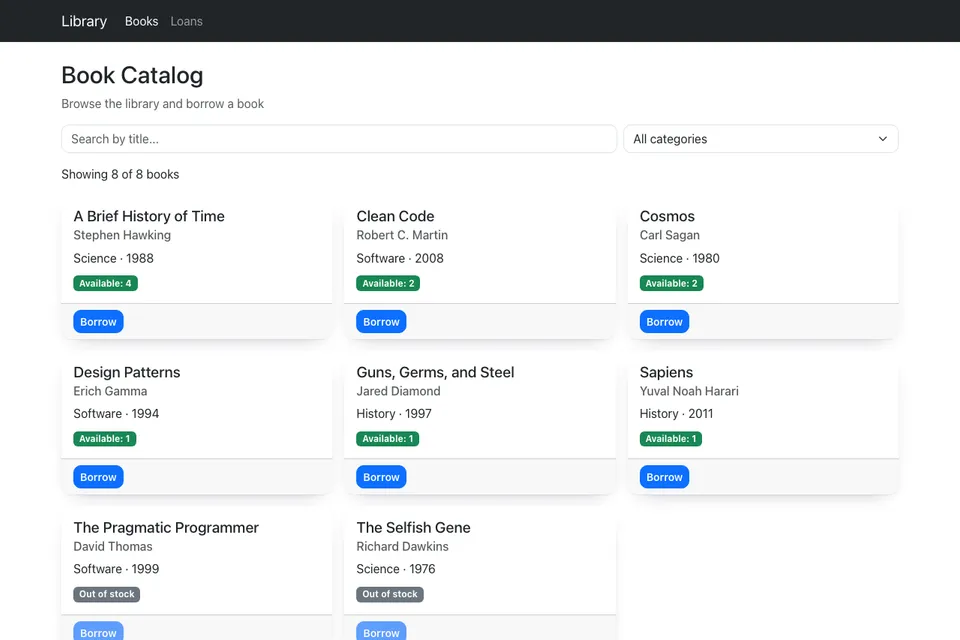 Library Books Loans
Book Catalog
Browse the library and borrow a book
Search by title...
All categories
Showing 8 of 8 books
A Brief History of Time
Stephen Hawking
Science · 1988
Available: 4
Borrow
Clean Code
Robert C. Martin
Software · 2008
Available: 2
Borrow
Cosmos
Carl Sagan
Science · 1980
Available: 2
Borrow
Design Patterns
Erich Gamma
Software · 1994
Available: 1
Borrow
Guns, Germs, and Steel
Jared Diamond
History · 1997
Available: 1
Borrow
Sapiens
Yuval Noah Harari
History · 2011
Available: 1
Borrow
The Pragmatic Programmer
David Thomas
Software · 1999
Out of stock
Borrow
The Selfish Gene
Richard Dawkins
Science · 1976
Out of stock
Borrow